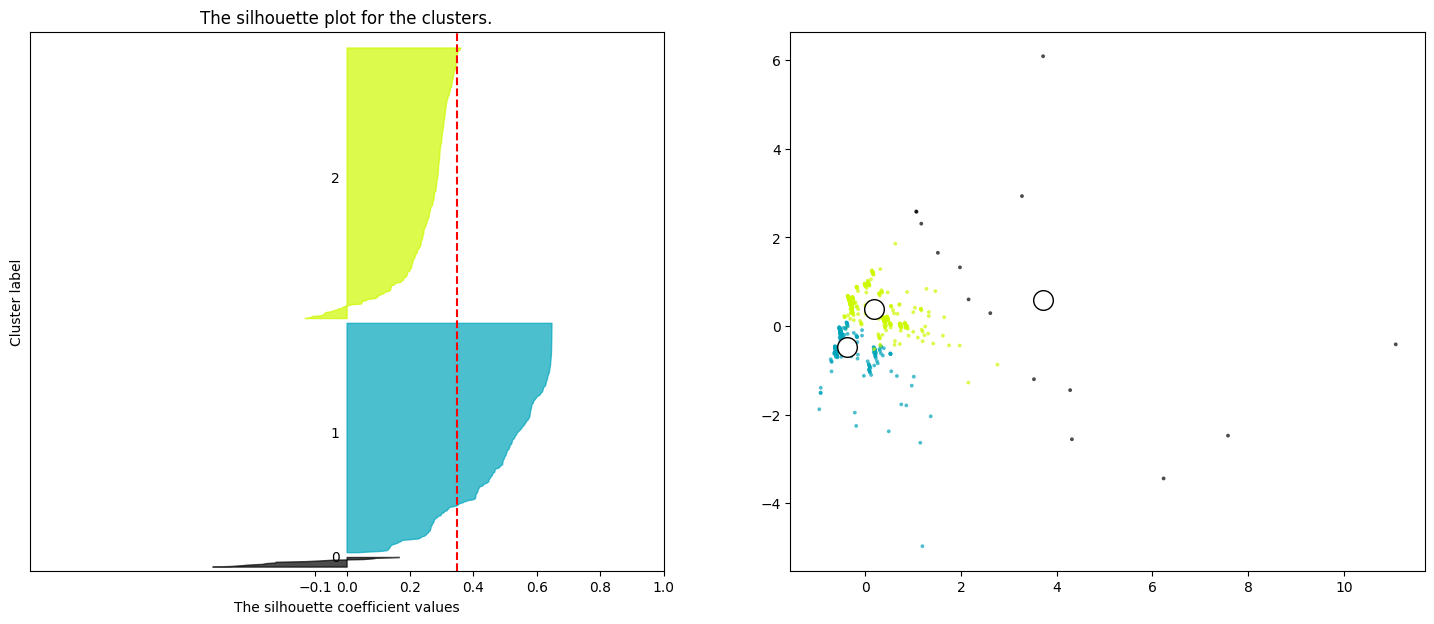 The silhouette plot for the clusters.
Cluster label
2
1
0
−0.1 0.0 0.2 0.4 0.6 0.8 1.0
The silhouette coefficient values
6
4
2
0
−2
−4
0 2 4 6 8 10